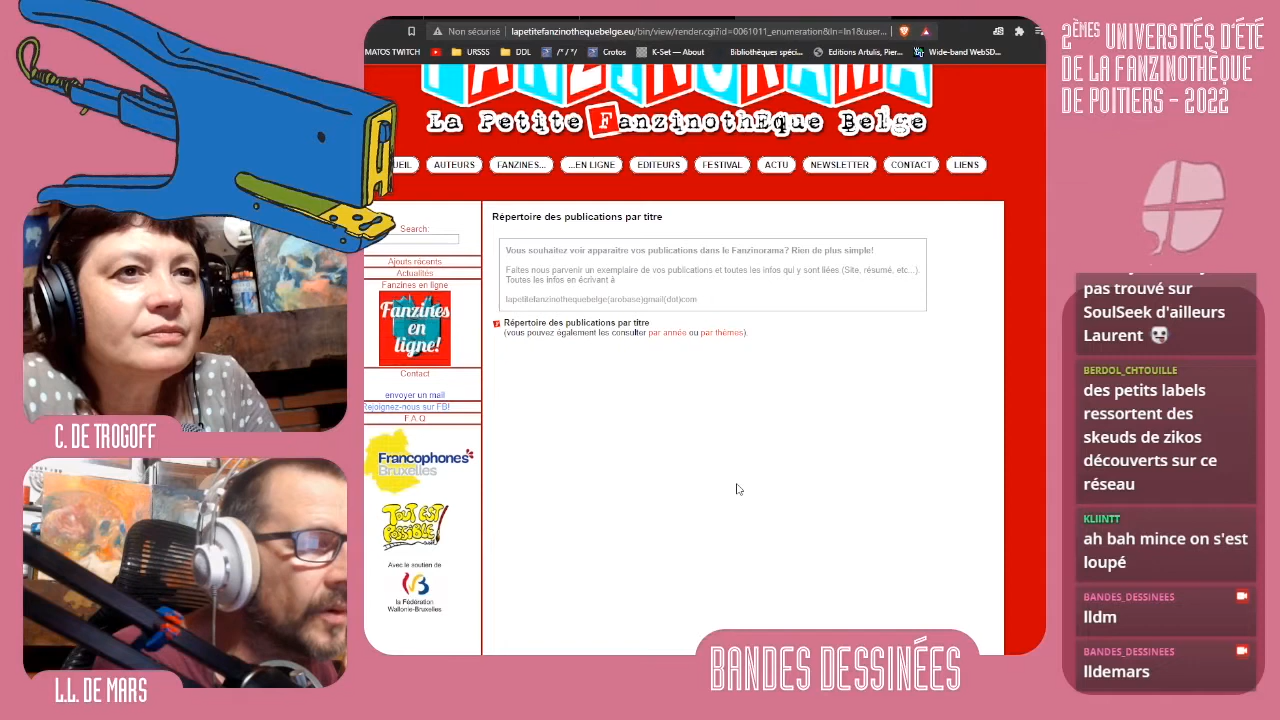 Non sécurisé
lapetitefanzinothequebelge.eu/bin/view/render.cgi?id=0061011_enumeration&ln=ln1&user...
MATOS TWITCH
URSSS
DDL
/*/*/
Crotos
K-Set — About
Bibliothèques spéci...
Editions Artulis, Pier...
Wide-band WebSD...
FANZINORAMA
La Petite FanzinothEque Belge
UEIL
AUTEURS
FANZINES...
...EN LIGNE
EDITEURS
FESTIVAL
ACTU
NEWSLETTER
CONTACT
LIENS
Search:
Ajouts récents
Actualités
Fanzines en ligne
Fanzines
en
ligne!
Contact
envoyer un mail
Rejoignez-nous sur FB!
F.A.Q
Francophones
Bruxelles
TOUT EST
POSSIBLE
Avec le soutien de
la Fédération
Wallonie-Bruxelles
Répertoire des publications par titre
Vous souhaitez voir apparaitre vos publications dans le Fanzinorama? Rien de plus simple!
Faites nous parvenir un exemplaire de vos publications et toutes les infos qui y sont liées (Site, résumé, etc...).
Toutes les infos en écrivant à
lapetitefanzinothequebelge(arobase)gmail(dot)com
Répertoire des publications par titre
(vous pouvez également les consulter par année ou par thèmes).
C. DE TROGOFF
L.L. DE MARS
BANDES DESSINÉES
2ÈMES UNIVERSITÉS D'ÉTÉ
DE LA FANZINOTHÈQUE
DE POITIERS - 2022
pas trouvé sur
SoulSeek d'ailleurs
Laurent
BERDOL_CHTOUILLE
des petits labels
ressortent des
skeuds de zikos
découverts sur ce
réseau
KLIINTT
ah bah mince on s'est
loupé
BANDES_DESSINEES
lldm
BANDES_DESSINEES
lldemars